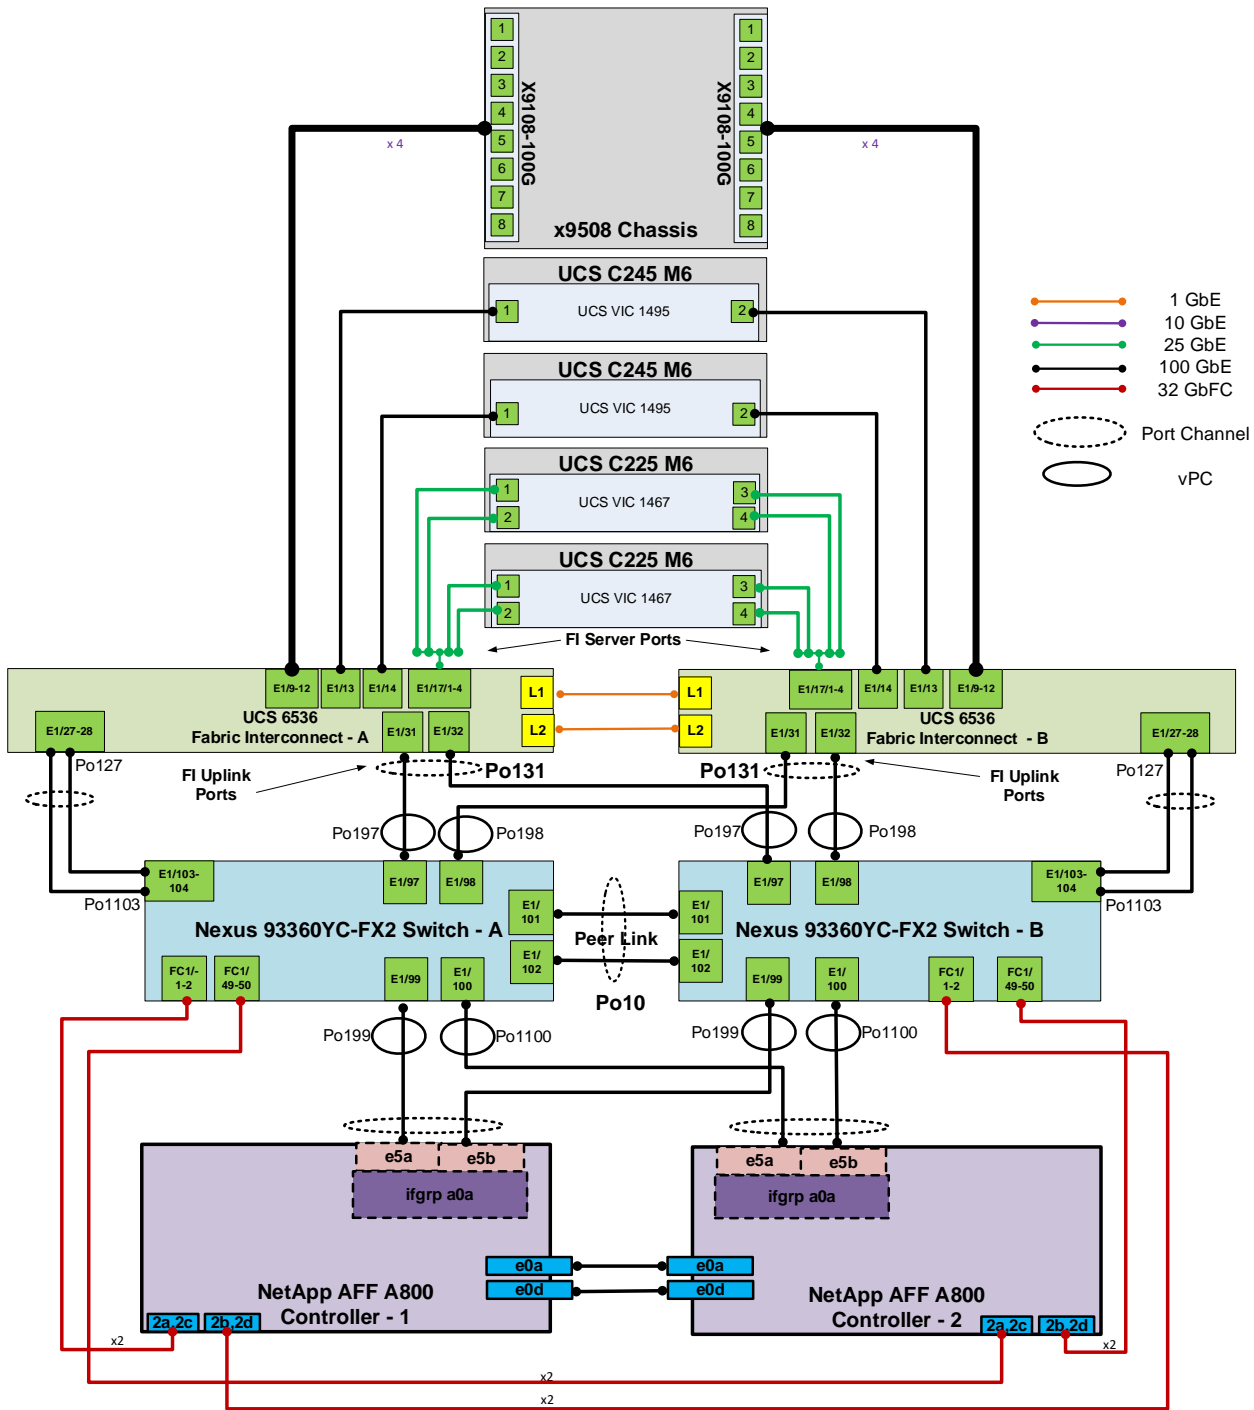 1
2
3
4
5
6
7
8
X9108-100G
1
2
3
4
5
6
7
8
X9108-100G
x 4
x 4
x9508 Chassis
UCS C245 M6
1
UCS VIC 1495
2
UCS C245 M6
1
UCS VIC 1495
2
UCS C225 M6
1
2
UCS VIC 1467
3
4
UCS C225 M6
1
2
UCS VIC 1467
3
4
1 GbE
10 GbE
25 GbE
100 GbE
32 GbFC
Port Channel
vPC
FI Server Ports
E1/9-12
E1/13
E1/14
E1/17/1-4
L1
L2
UCS 6536
Fabric Interconnect - A
E1/27-28
E1/31
E1/32
L1
L2
E1/17/1-4
E1/14
E1/13
E1/9-12
UCS 6536
Fabric Interconnect - B
E1/31
E1/32
E1/27-28
Po127
FI Uplink
Ports
Po131
Po131
FI Uplink
Ports
Po127
Po197
Po198
Po197
Po198
E1/103-
104
Po1103
E1/97
E1/98
E1/
101
E1/
102
Nexus 93360YC-FX2 Switch - A
FC1/-
1-2
FC1/
49-50
E1/99
E1/
100
Peer Link
Po10
E1/97
E1/98
E1/103-
104
Po1103
E1/
101
E1/
102
Nexus 93360YC-FX2 Switch - B
E1/99
E1/
100
FC1/
1-2
FC1/
49-50
Po199
Po1100
Po199
Po1100
e5a
e5b
ifgrp a0a
e0a
e0d
NetApp AFF A800
Controller - 1
2a,2c
2b,2d
e5a
e5b
ifgrp a0a
e0a
e0d
NetApp AFF A800
Controller - 2
2a,2c
2b,2d
x2
x2
x2
x2